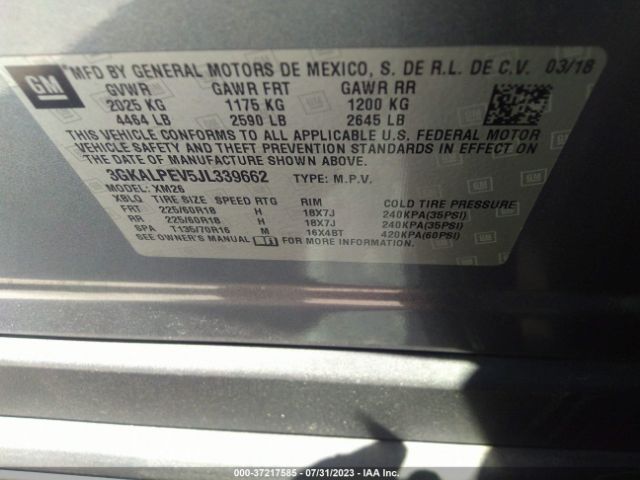 GM
MFD BY GENERAL MOTORS DE MEXICO, S. DE R.L. DE C.V. 03/18
GVWR GAWR FRT GAWR RR
2025 KG 1175 KG 1200 KG
4464 LB 2590 LB 2645 LB
THIS VEHICLE CONFORMS TO ALL APPLICABLE U.S. FEDERAL MOTOR
VEHICLE SAFETY AND THEFT PREVENTION STANDARDS IN EFFECT ON
THE DATE OF MANUFACTURE SHOWN ABOVE.
3GKALPEV5JL339662 TYPE: M.P.V.
MODEL: XM26
XBLQ TIRE SIZE SPEED RTG RIM COLD TIRE PRESSURE
FRT 225/60R18 H 18X7J 240KPA(35PSI)
RR 225/60R18 H 18X7J 240KPA(35PSI)
SPA T135/70R16 M 16X4BT 420KPA(60PSI)
SEE OWNER'S MANUAL FOR MORE INFORMATION.
000-37217585 - 07/31/2023 - IAA Inc.